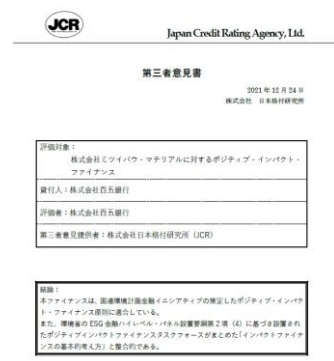 JCR
Japan Credit Rating Agency, Ltd.
第三者意見書
2021年12月24日
株式会社 日本格付研究所
評価対象：
株式会社ミツイバウ・マテリアルに対するポジティブ・インパクト・
ファイナンス
貸付人：株式会社百五銀行
評価者：株式会社百五銀行
第三者意見提供者：株式会社日本格付研究所（JCR）
結論：
本ファイナンスは、国連環境計画金融イニシアティブの策定したポジティブ・インパク
ト・ファイナンス原則に適合している。
また、環境省のESG金融ハイレベル・パネル設置要綱第2項（4）に基づき設置され
たポジティブインパクトファイナンスタスクフォースがまとめた「インパクトファイナ
ンスの基本的考え方」と整合的である。